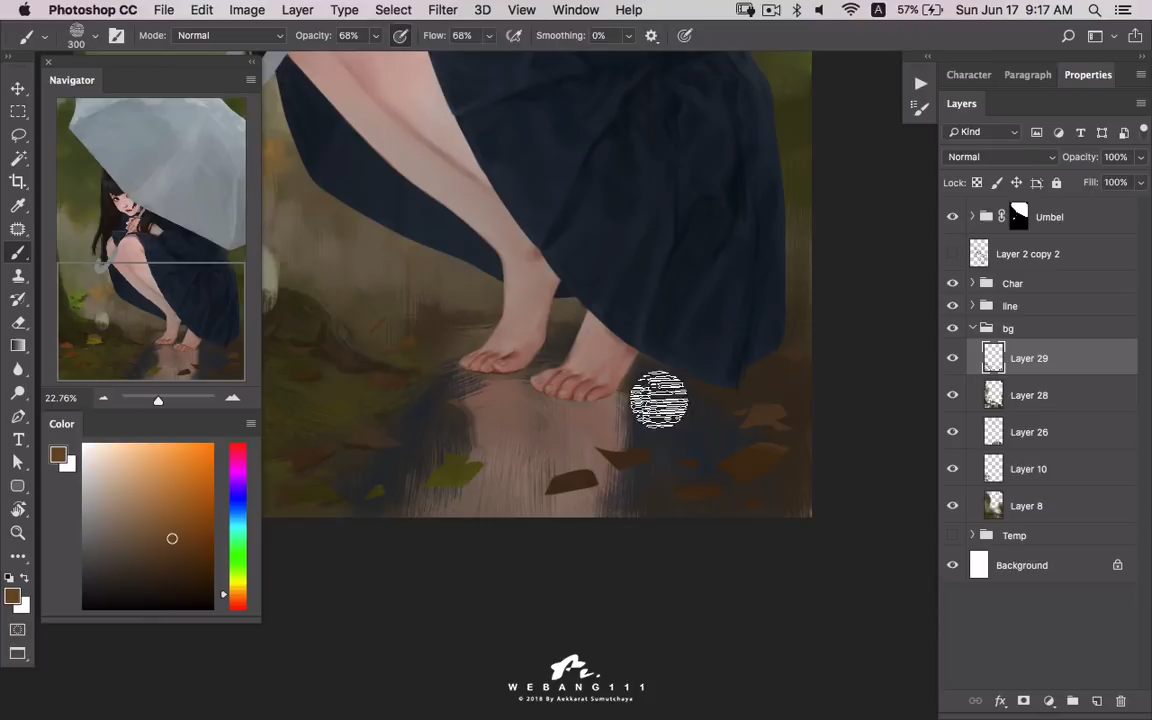 Photoshop CC File Edit Image Layer Type Select Filter 3D View Window Help A 57% Sun Jun 17 9:17 AM
300 Mode: Normal Opacity: 68% Flow: 68% Smoothing: 0%
Navigator
22.76%
Color
Character Paragraph Properties
Layers
Kind
Normal Opacity: 100%
Lock: Fill: 100%
Umbel
Layer 2 copy 2
Char
line
bg
Layer 29
Layer 28
Layer 26
Layer 10
Layer 8
Temp
Background
WEBANG111
© 2018 By Aekkarat Sumutchaya